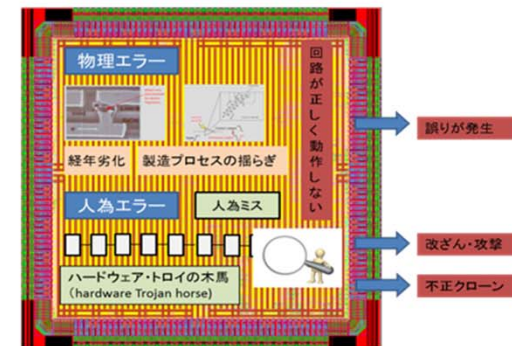 物理エラー
回路が正しく動作しない
誤りが発生
経年劣化
製造プロセスの揺らぎ
人為エラー
人為ミス
改ざん・攻撃
ハードウェア・トロイの木馬
(hardware Trojan horse)
不正クローン